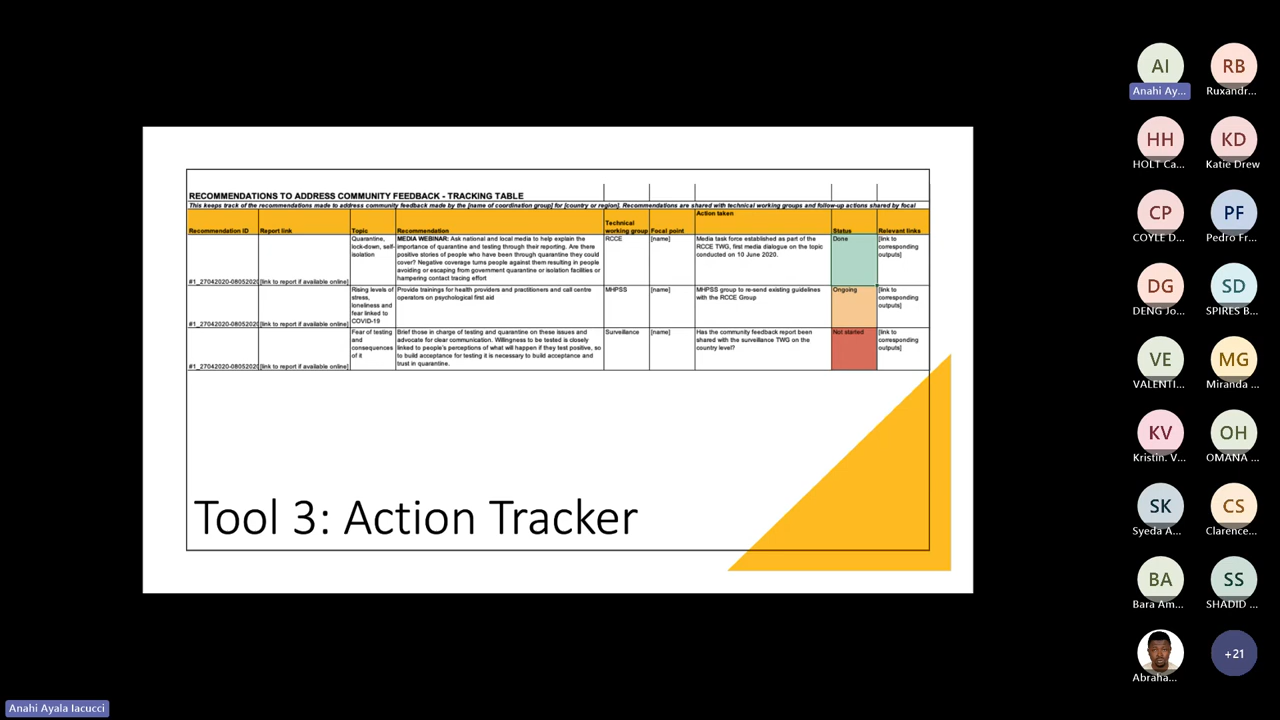 RECOMMENDATIONS TO ADDRESS COMMUNITY FEEDBACK - TRACKING TABLE
This keeps track of the recommendations made to address community feedback made by the [name of coordination group] for [country or region]. Recommendations are shared with technical working groups and follow-up actions shared by focal
Recommendation ID
Report link
Topic
Recommendation
Technical
working group
Focal point
Action taken
Status
Relevant links
#1_27042020-08052020
[link to report if available online]
Quarantine,
lock-down, self-
isolation
MEDIA WEBINAR: Ask national and local media to help explain the
importance of quarantine and testing through their reporting. Are there
positive stories of people who have been through quarantine they could
cover? Negative coverage turns people against them resulting in people
avoiding or escaping from government quarantine or isolation facilities or
hampering contact tracing effort
RCCE
[name]
Media task force established as part of the
RCCE TWG, first media dialogue on the topic
conducted on 10 June 2020.
Done
[link to
corresponding
outputs]
#1_27042020-08052020
[link to report if available online]
Rising levels of
stress,
loneliness and
fear linked to
COVID-19
Provide trainings for health providers and practitioners and call centre
operators on psychological first aid
MHPSS
[name]
MHPSS group to re-send existing guidelines
with the RCCE Group
Ongoing
[link to
corresponding
outputs]
#1_27042020-08052020
[link to report if available online]
Fear of testing
and
consequences
of it
Brief those in charge of testing and quarantine on these issues and
advocate for clear communication. Willingness to be tested is closely
linked to people's perceptions of what will happen if they test positive, so
to build acceptance for testing it is necessary to build acceptance and
trust in quarantine.
Surveillance
[name]
Has the community feedback report been
shared with the surveillance TWG on the
country level?
Not started
[link to
corresponding
outputs]
Tool 3: Action Tracker
AI
Anahi Ay...
RB
Ruxandr...
HH
HOLT Ca...
KD
Katie Drew
CP
COYLE D...
PF
Pedro Fr...
DG
DENG Jo...
SD
SPIRES B...
VE
VALENTI...
MG
Miranda ...
KV
Kristin. V...
OH
OMANA ...
SK
Syeda A...
CS
Clarence...
BA
Bara Am...
SS
SHADID ...
Abraha...
+21
Anahi Ayala Iacucci